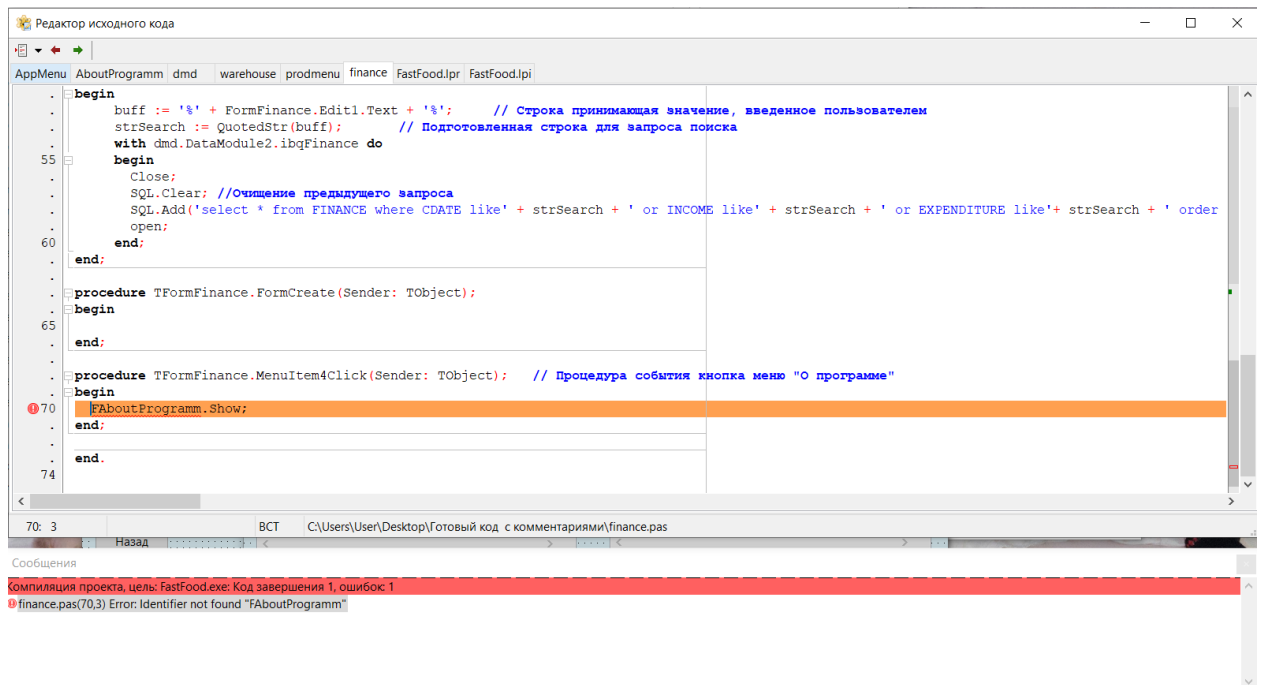 Редактор исходного кода
AppMenu AboutProgramm dmd warehouse prodmenu finance FastFood.lpr FastFood.lpi
. begin
. buff := '%' + FormFinance.Edit1.Text + '%'; // Строка принимающая значение, введенное пользователем
. strSearch := QuotedStr(buff); // Подготовленная строка для запроса поиска
. with dmd.DataModule2.ibqFinance do
55 begin
. Close;
. SQL.Clear; //Очищение предыдущего запроса
. SQL.Add('select * from FINANCE where CDATE like' + strSearch + ' or INCOME like' + strSearch + ' or EXPENDITURE like'+ strSearch + ' order
. open;
60 end;
. end;
.
. procedure TFormFinance.FormCreate(Sender: TObject);
. begin
65
. end;
.
. procedure TFormFinance.MenuItem4Click(Sender: TObject); // Процедура события кнопка меню "О программе"
. begin
70 FAboutProgramm.Show;
. end;
.
. end.
74
70: 3 ВСТ C:\Users\User\Desktop\Готовый код с комментариями\finance.pas
Назад
Сообщения
Компиляция проекта, цель: FastFood.exe: Код завершения 1, ошибок: 1
finance.pas(70,3) Error: Identifier not found "FAboutProgramm"